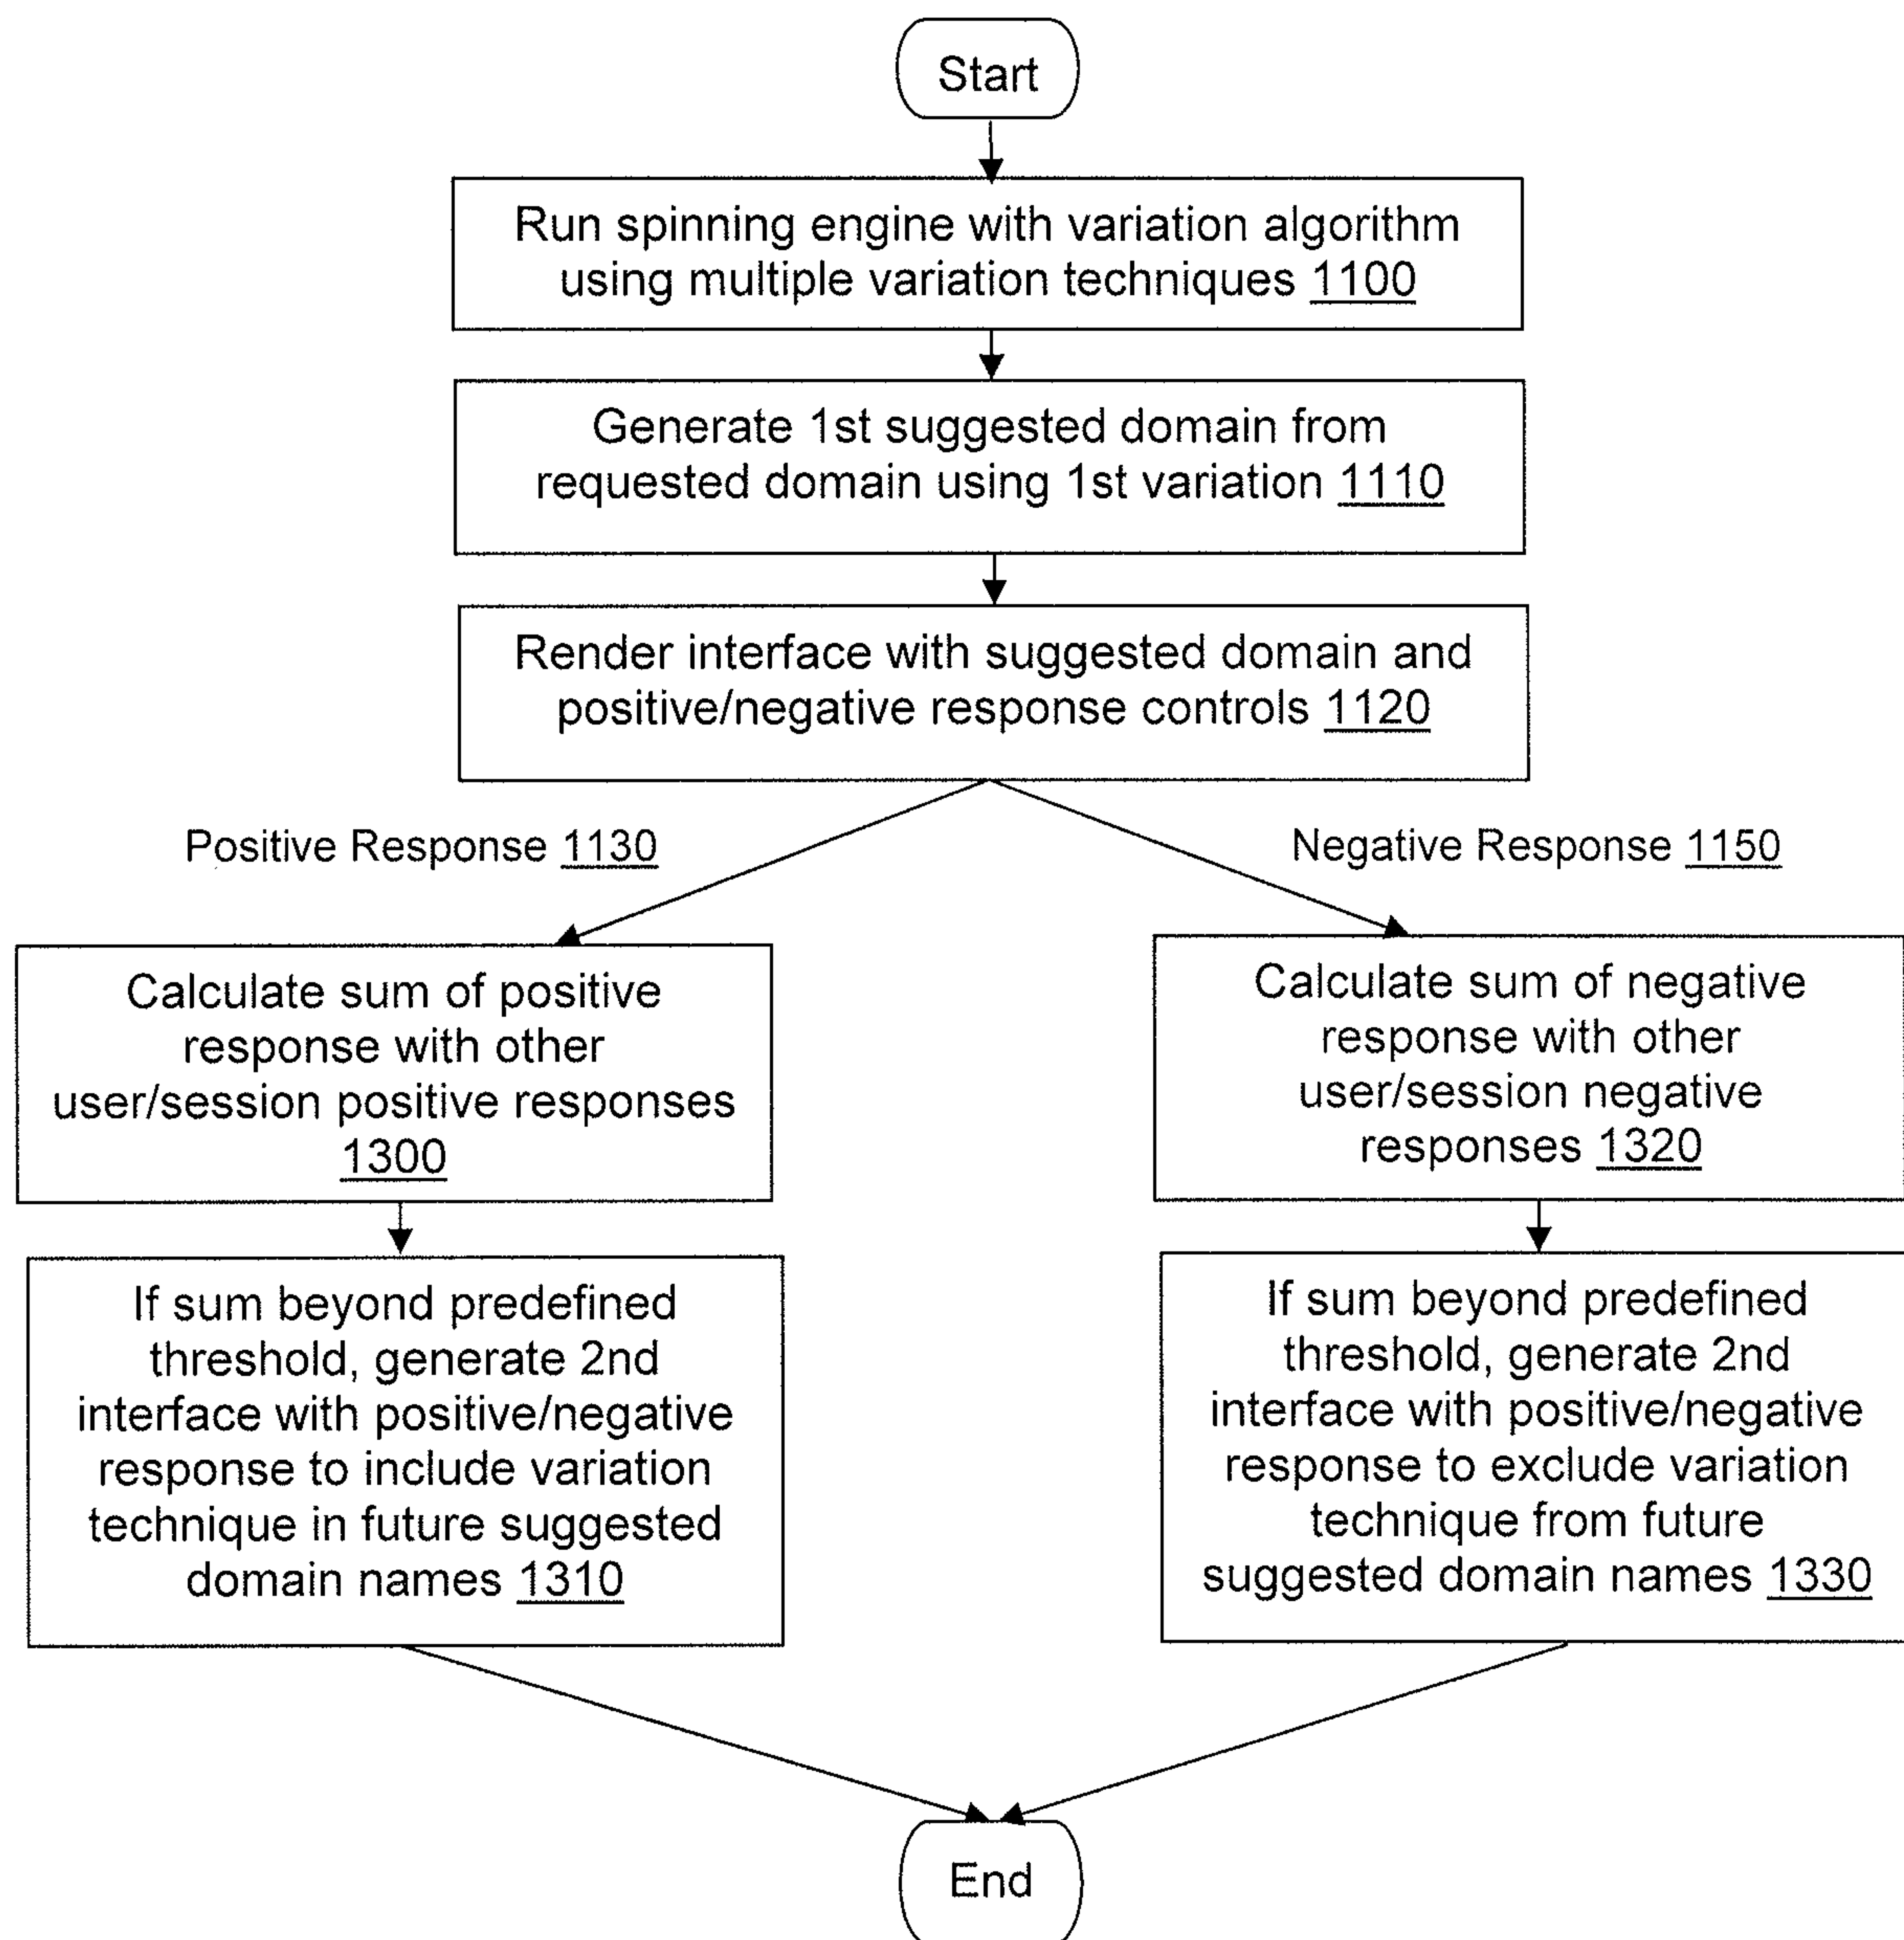 Start
Run spinning engine with variation algorithm
using multiple variation techniques 1100
Generate 1st suggested domain from
requested domain using 1st variation 1110
Render interface with suggested domain and
positive/negative response controls 1120
Positive Response 1130
Negative Response 1150
Calculate sum of positive
response with other
user/session positive responses
1300
Calculate sum of negative
response with other
user/session negative
responses 1320
If sum beyond predefined
threshold, generate 2nd
interface with positive/negative
response to include variation
technique in future suggested
domain names 1310
If sum beyond predefined
threshold, generate 2nd
interface with positive/negative
response to exclude variation
technique from future
suggested domain names 1330
End